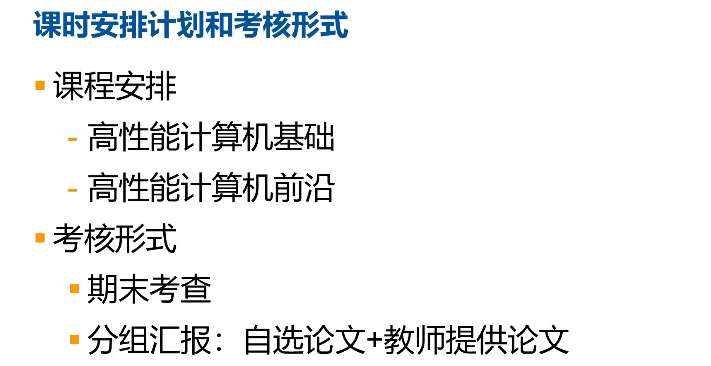 课时安排计划和考核形式
课程安排
- 高性能计算机基础
- 高性能计算机前沿
考核形式
期末考查
分组汇报：自选论文+教师提供论文